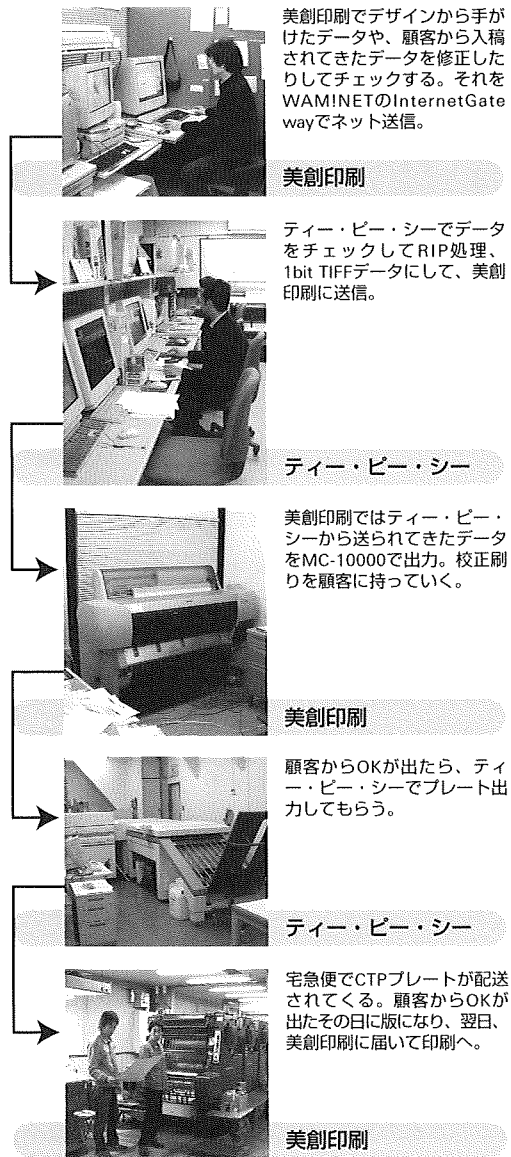 美創印刷でデザインから手が
けたデータや、顧客から入稿
されてきたデータを修正した
りしてチェックする。それを
WAM!NETのInternetGate
wayでネット送信。
美創印刷
ティー・ピー・シーでデータ
をチェックしてRIP処理、
1bit TIFFデータにして、美創
印刷に送信。
ティー・ピー・シー
美創印刷ではティー・ピー・
シーから送られてきたデータ
をMC-10000で出力。校正刷
りを顧客に持っていく。
美創印刷
顧客からOKが出たら、ティ
ー・ピー・シーでプレート出
力してもらう。
ティー・ピー・シー
宅急便でCTPプレートが配送
されてくる。顧客からOKが
出たその日に版になり、翌日、
美創印刷に届いて印刷へ。
美創印刷